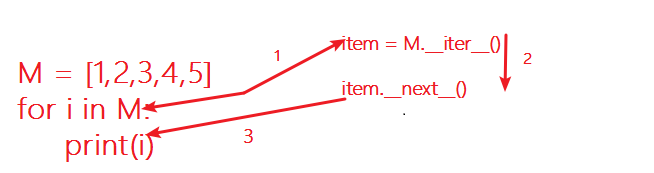 M = [1,2,3,4,5]
for i in M:
print(i)
1
item = M.__iter__()
2
item.__next__()
3